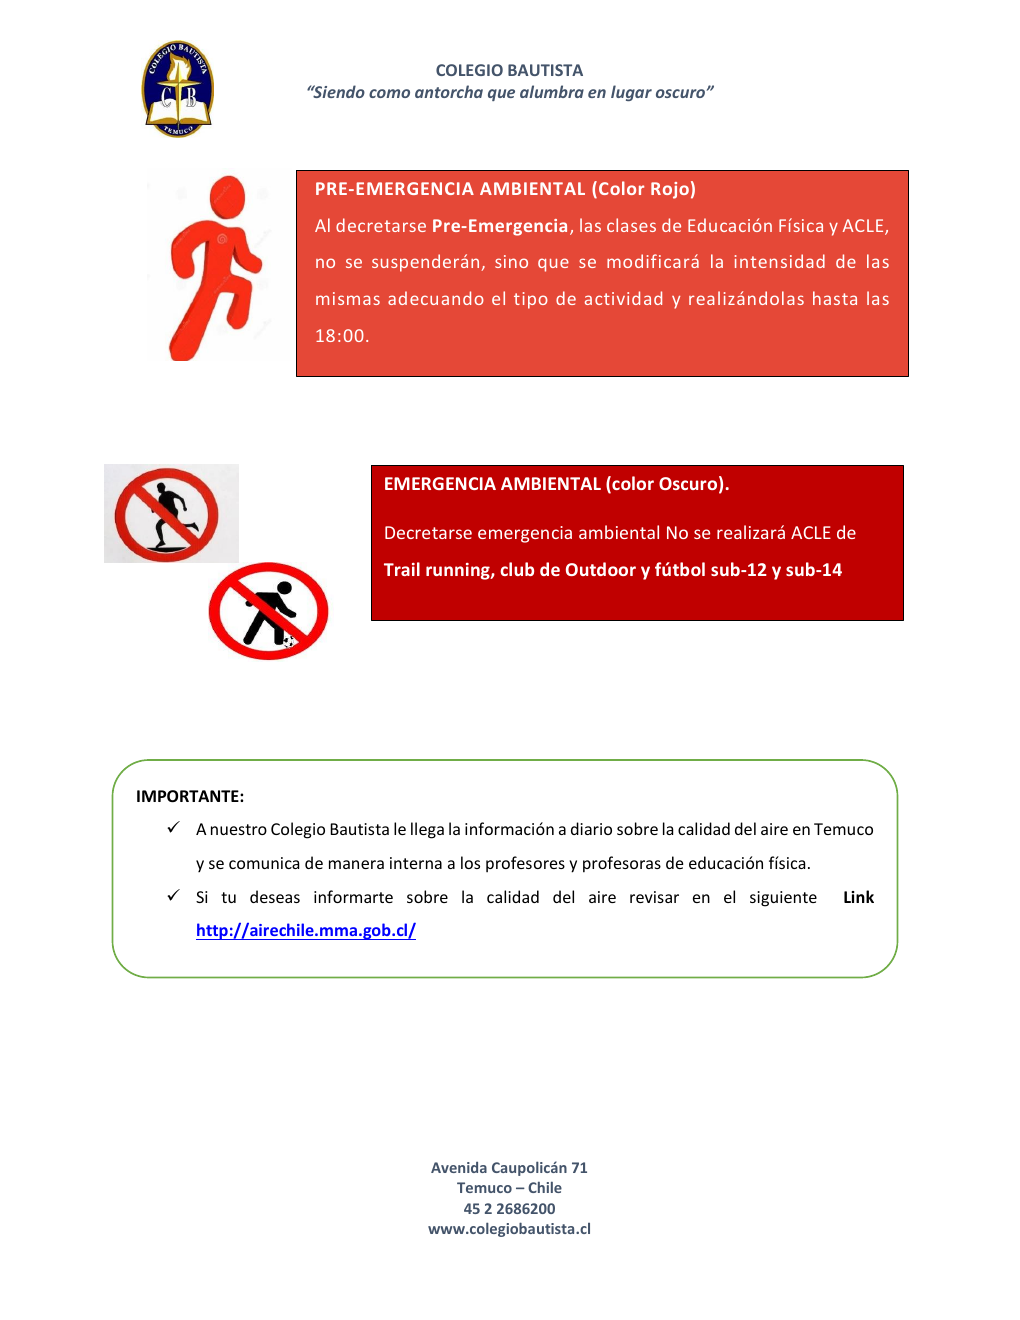 COLEGIO BAUTISTA
TEMUCO
C B
COLEGIO BAUTISTA
“Siendo como antorcha que alumbra en lugar oscuro”
PRE-EMERGENCIA AMBIENTAL (Color Rojo)
Al decretarse Pre-Emergencia, las clases de Educación Física y ACLE,
no se suspenderán, sino que se modificará la intensidad de las
mismas adecuando el tipo de actividad y realizándolas hasta las
18:00.
EMERGENCIA AMBIENTAL (color Oscuro).
Decretarse emergencia ambiental No se realizará ACLE de
Trail running, club de Outdoor y fútbol sub-12 y sub-14
IMPORTANTE:
✓ A nuestro Colegio Bautista le llega la información a diario sobre la calidad del aire en Temuco
y se comunica de manera interna a los profesores y profesoras de educación física.
✓ Si tu deseas informarte sobre la calidad del aire revisar en el siguiente Link
http://airechile.mma.gob.cl/
Avenida Caupolicán 71
Temuco – Chile
45 2 2686200
www.colegiobautista.cl